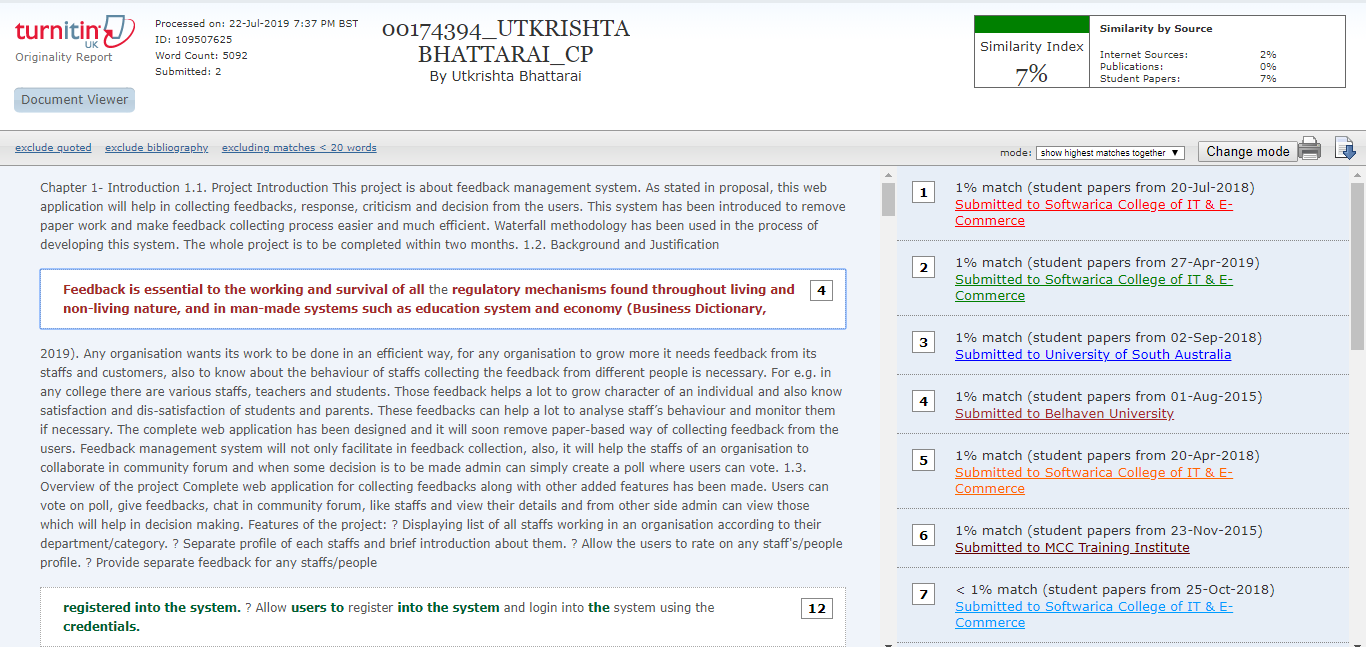 turnitin
UK
Originality Report
Document Viewer
Processed on: 22-Jul-2019 7:37 PM BST
ID: 109507625
Word Count: 5092
Submitted: 2
00174394_UTKRISHTA
BHATTARAI_CP
By Utkrishta Bhattarai
Similarity Index
7%
Similarity by Source
Internet Sources: 2%
Publications: 0%
Student Papers: 7%
exclude quoted exclude bibliography excluding matches < 20 words
mode: show highest matches together ▼ Change mode
Chapter 1- Introduction 1.1. Project Introduction This project is about feedback management system. As stated in proposal, this web
application will help in collecting feedbacks, response, criticism and decision from the users. This system has been introduced to remove
paper work and make feedback collecting process easier and much efficient. Waterfall methodology has been used in the process of
developing this system. The whole project is to be completed within two months. 1.2. Background and Justification
Feedback is essential to the working and survival of all the regulatory mechanisms found throughout living and 4
non-living nature, and in man-made systems such as education system and economy (Business Dictionary,
2019). Any organisation wants its work to be done in an efficient way, for any organisation to grow more it needs feedback from its
staffs and customers, also to know about the behaviour of staffs collecting the feedback from different people is necessary. For e.g. in
any college there are various staffs, teachers and students. Those feedback helps a lot to grow character of an individual and also know
satisfaction and dis-satisfaction of students and parents. These feedbacks can help a lot to analyse staff's behaviour and monitor them
if necessary. The complete web application has been designed and it will soon remove paper-based way of collecting feedback from the
users. Feedback management system will not only facilitate in feedback collection, also, it will help the staffs of an organisation to
collaborate in community forum and when some decision is to be made admin can simply create a poll where users can vote. 1.3.
Overview of the project Complete web application for collecting feedbacks along with other added features has been made. Users can
vote on poll, give feedbacks, chat in community forum, like staffs and view their details and from other side admin can view those
which will help in decision making. Features of the project: ? Displaying list of all staffs working in an organisation according to their
department/category. ? Separate profile of each staffs and brief introduction about them. ? Allow the users to rate on any staff's/people
profile. ? Provide separate feedback for any staffs/people
registered into the system. ? Allow users to register into the system and login into the system using the 12
credentials.
1 1% match (student papers from 20-Jul-2018)
Submitted to Softwarica College of IT & E-
Commerce
2 1% match (student papers from 27-Apr-2019)
Submitted to Softwarica College of IT & E-
Commerce
3 1% match (student papers from 02-Sep-2018)
Submitted to University of South Australia
4 1% match (student papers from 01-Aug-2015)
Submitted to Belhaven University
5 1% match (student papers from 20-Apr-2018)
Submitted to Softwarica College of IT & E-
Commerce
6 1% match (student papers from 23-Nov-2015)
Submitted to MCC Training Institute
7 < 1% match (student papers from 25-Oct-2018)
Submitted to Softwarica College of IT & E-
Commerce